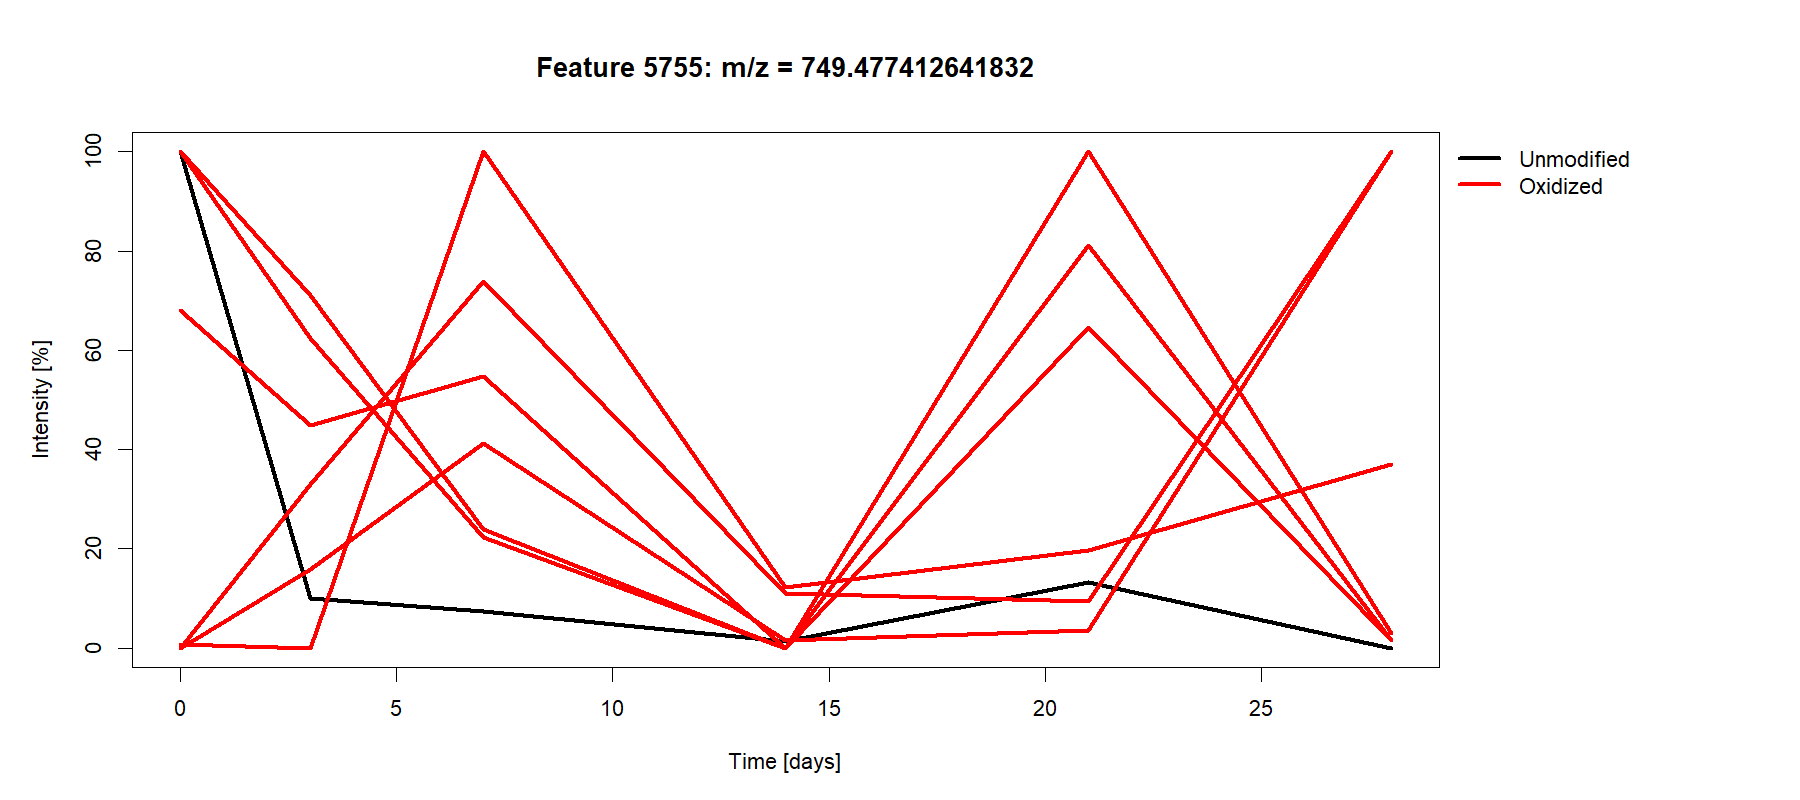 Feature 5755: m/z = 749.477412641832
Unmodified
Oxidized
Intensity [%]
100
80
60
40
20
0
0 5 10 15 20 25
Time [days]